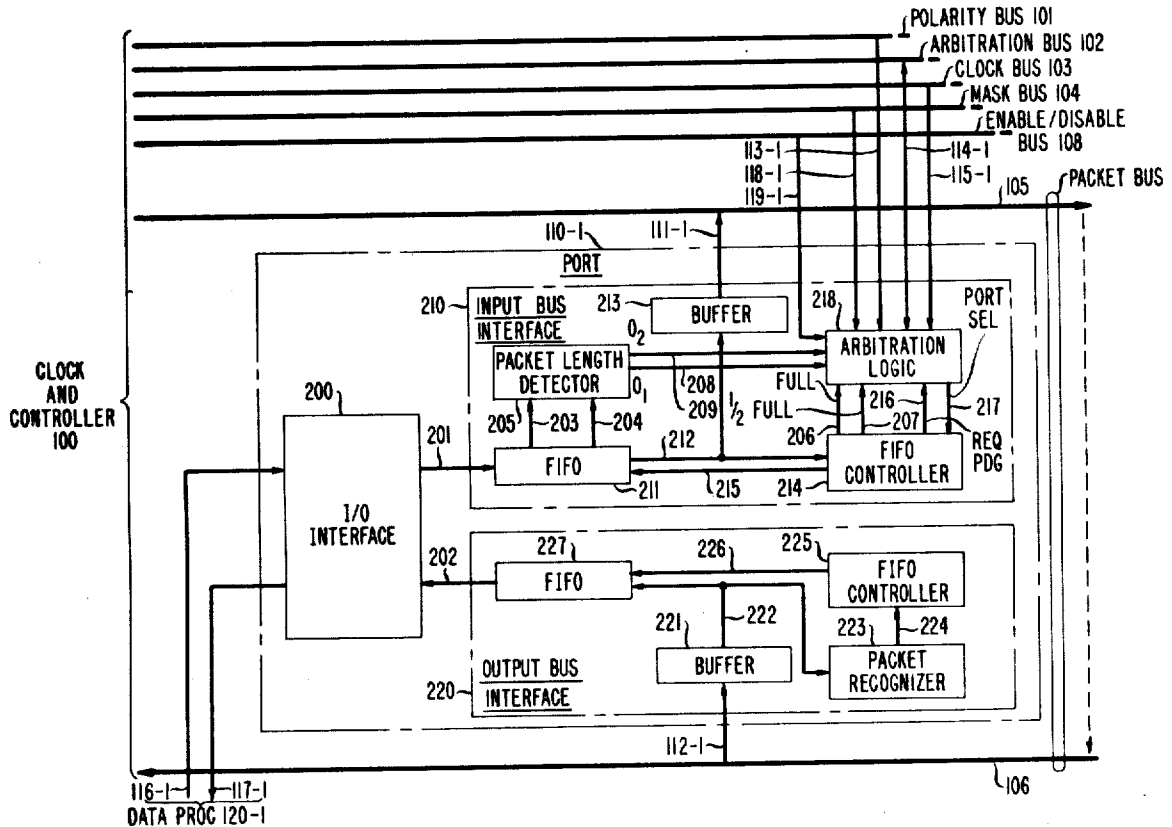 POLARITY BUS 101
ARBITRATION BUS 102
CLOCK BUS 103
MASK BUS 104
ENABLE/DISABLE
BUS 108
113-1
118-1
119-1
114-1
115-1
105
PACKET BUS
110-1
111-1
PORT
210
INPUT BUS
INTERFACE
213
BUFFER
218
PORT
SEL
O2
PACKET LENGTH
DETECTOR
O1
208
209
ARBITRATION
LOGIC
FULL
1/2
FULL
216
217
205
203
204
206
207
REQ
PDG
CLOCK
AND
CONTROLLER
100
200
201
212
FIFO
211
215
214
FIFO
CONTROLLER
I/O
INTERFACE
202
227
FIFO
226
225
FIFO
CONTROLLER
222
221
BUFFER
223
224
PACKET
RECOGNIZER
220
OUTPUT BUS
INTERFACE
112-1
116-1
117-1
106
DATA PROC 120-1